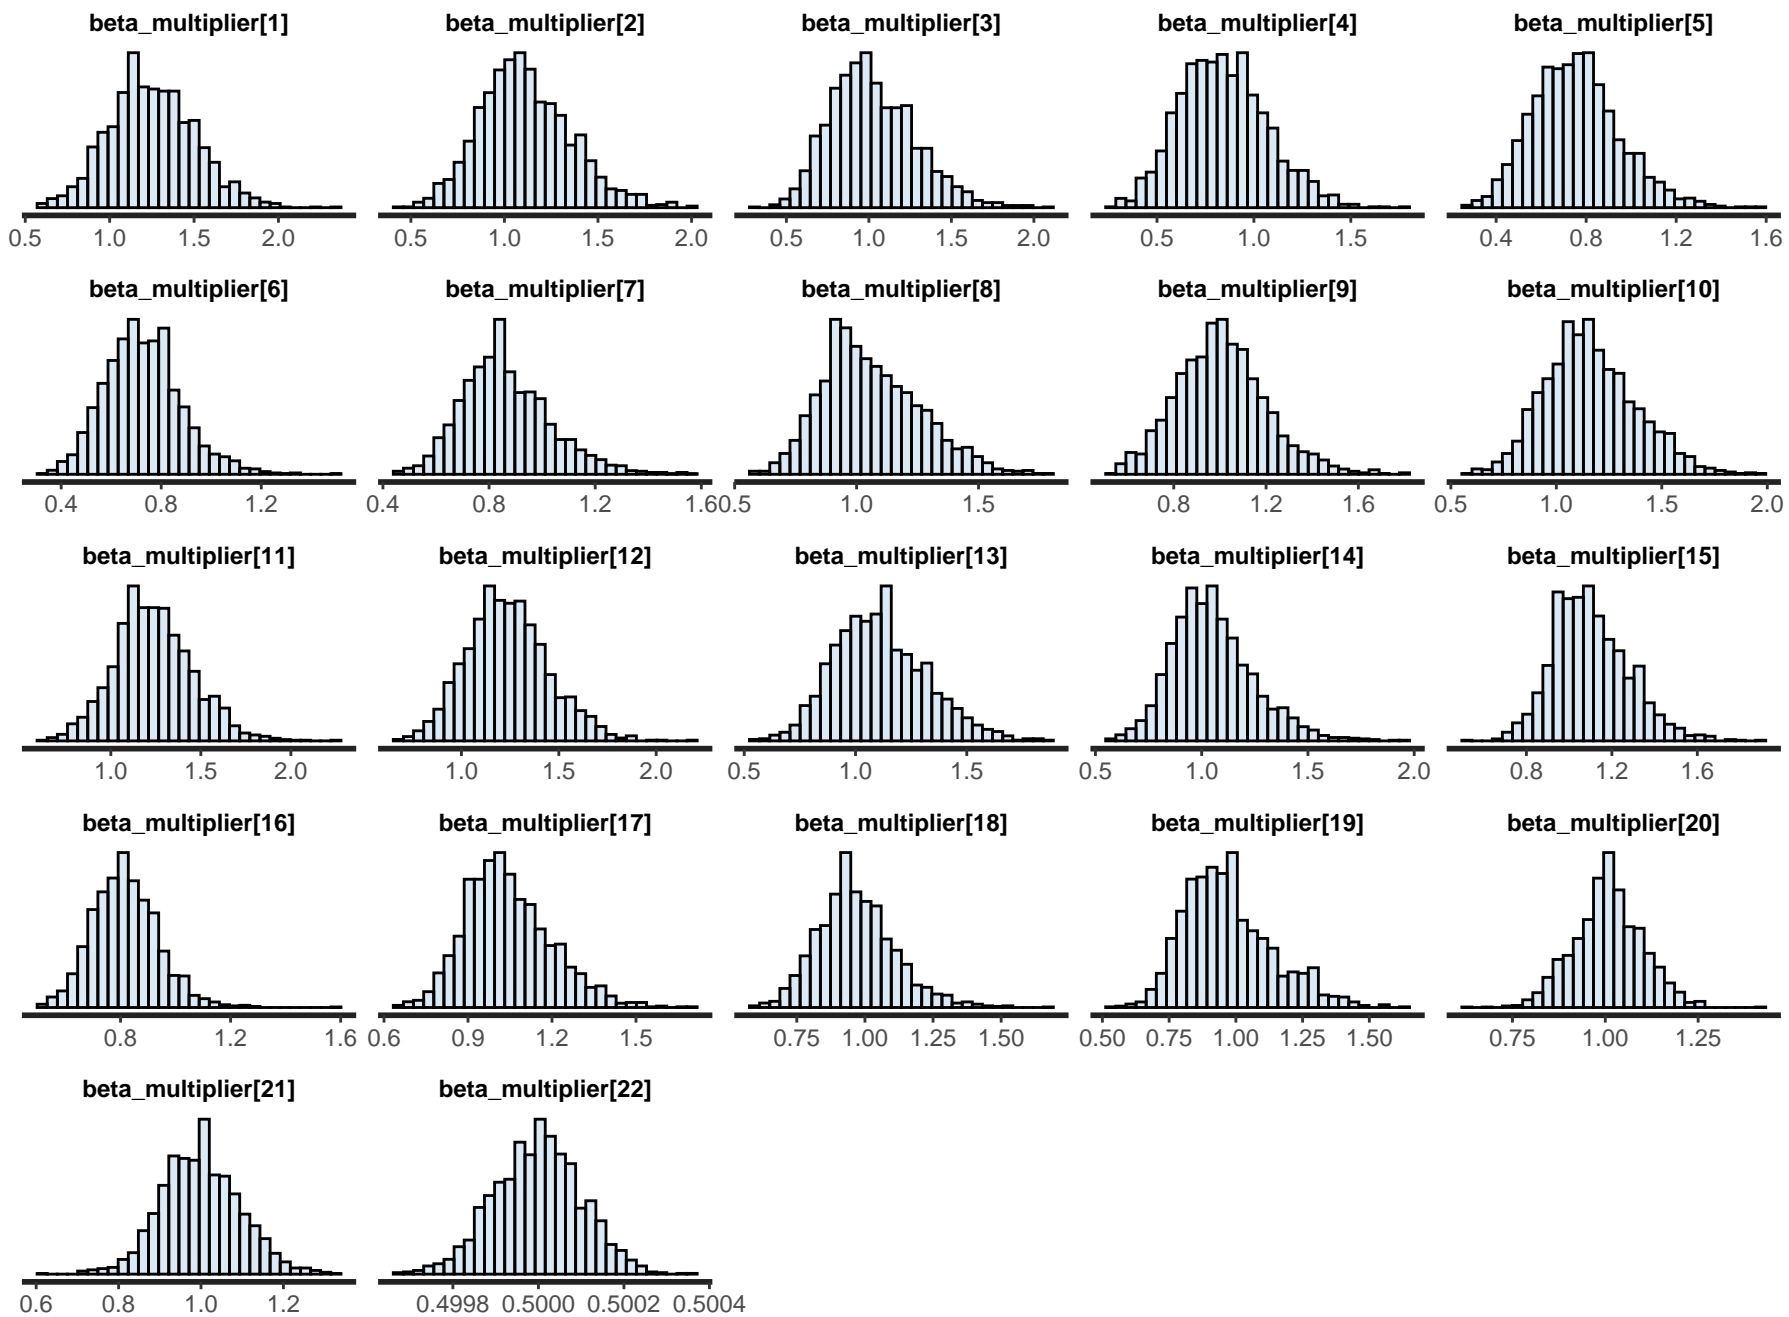 beta_multiplier[1] beta_multiplier[2] beta_multiplier[3] beta_multiplier[4] beta_multiplier[5]
0.5 1.0 1.5 2.0 0.5 1.0 1.5 2.0 0.5 1.0 1.5 2.0 0.5 1.0 1.5 0.4 0.8 1.2 1.6
beta_multiplier[6] beta_multiplier[7] beta_multiplier[8] beta_multiplier[9] beta_multiplier[10]
0.4 0.8 1.2 0.4 0.8 1.2 1.6 0.5 1.0 1.5 0.8 1.2 1.6 0.5 1.0 1.5 2.0
beta_multiplier[11] beta_multiplier[12] beta_multiplier[13] beta_multiplier[14] beta_multiplier[15]
1.0 1.5 2.0 1.0 1.5 2.0 0.5 1.0 1.5 0.5 1.0 1.5 2.0 0.8 1.2 1.6
beta_multiplier[16] beta_multiplier[17] beta_multiplier[18] beta_multiplier[19] beta_multiplier[20]
0.8 1.2 1.6 0.6 0.9 1.2 1.5 0.75 1.00 1.25 1.50 0.50 0.75 1.00 1.25 1.50 0.75 1.00 1.25
beta_multiplier[21] beta_multiplier[22]
0.6 0.8 1.0 1.2 0.4998 0.5000 0.5002 0.5004